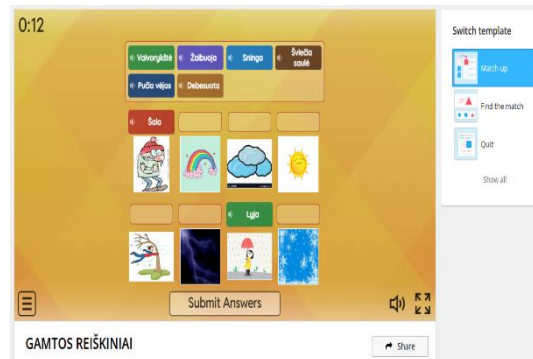 0:12
Vaivorykštė Žaibuoja Sninga Šviečia saulė
Pučia vėjas Debesuota
Šala
Lyja
Submit Answers
GAMTOS REIŠKINIAI
Share
Switch template
Match up
Find the match
Quiz
Show all